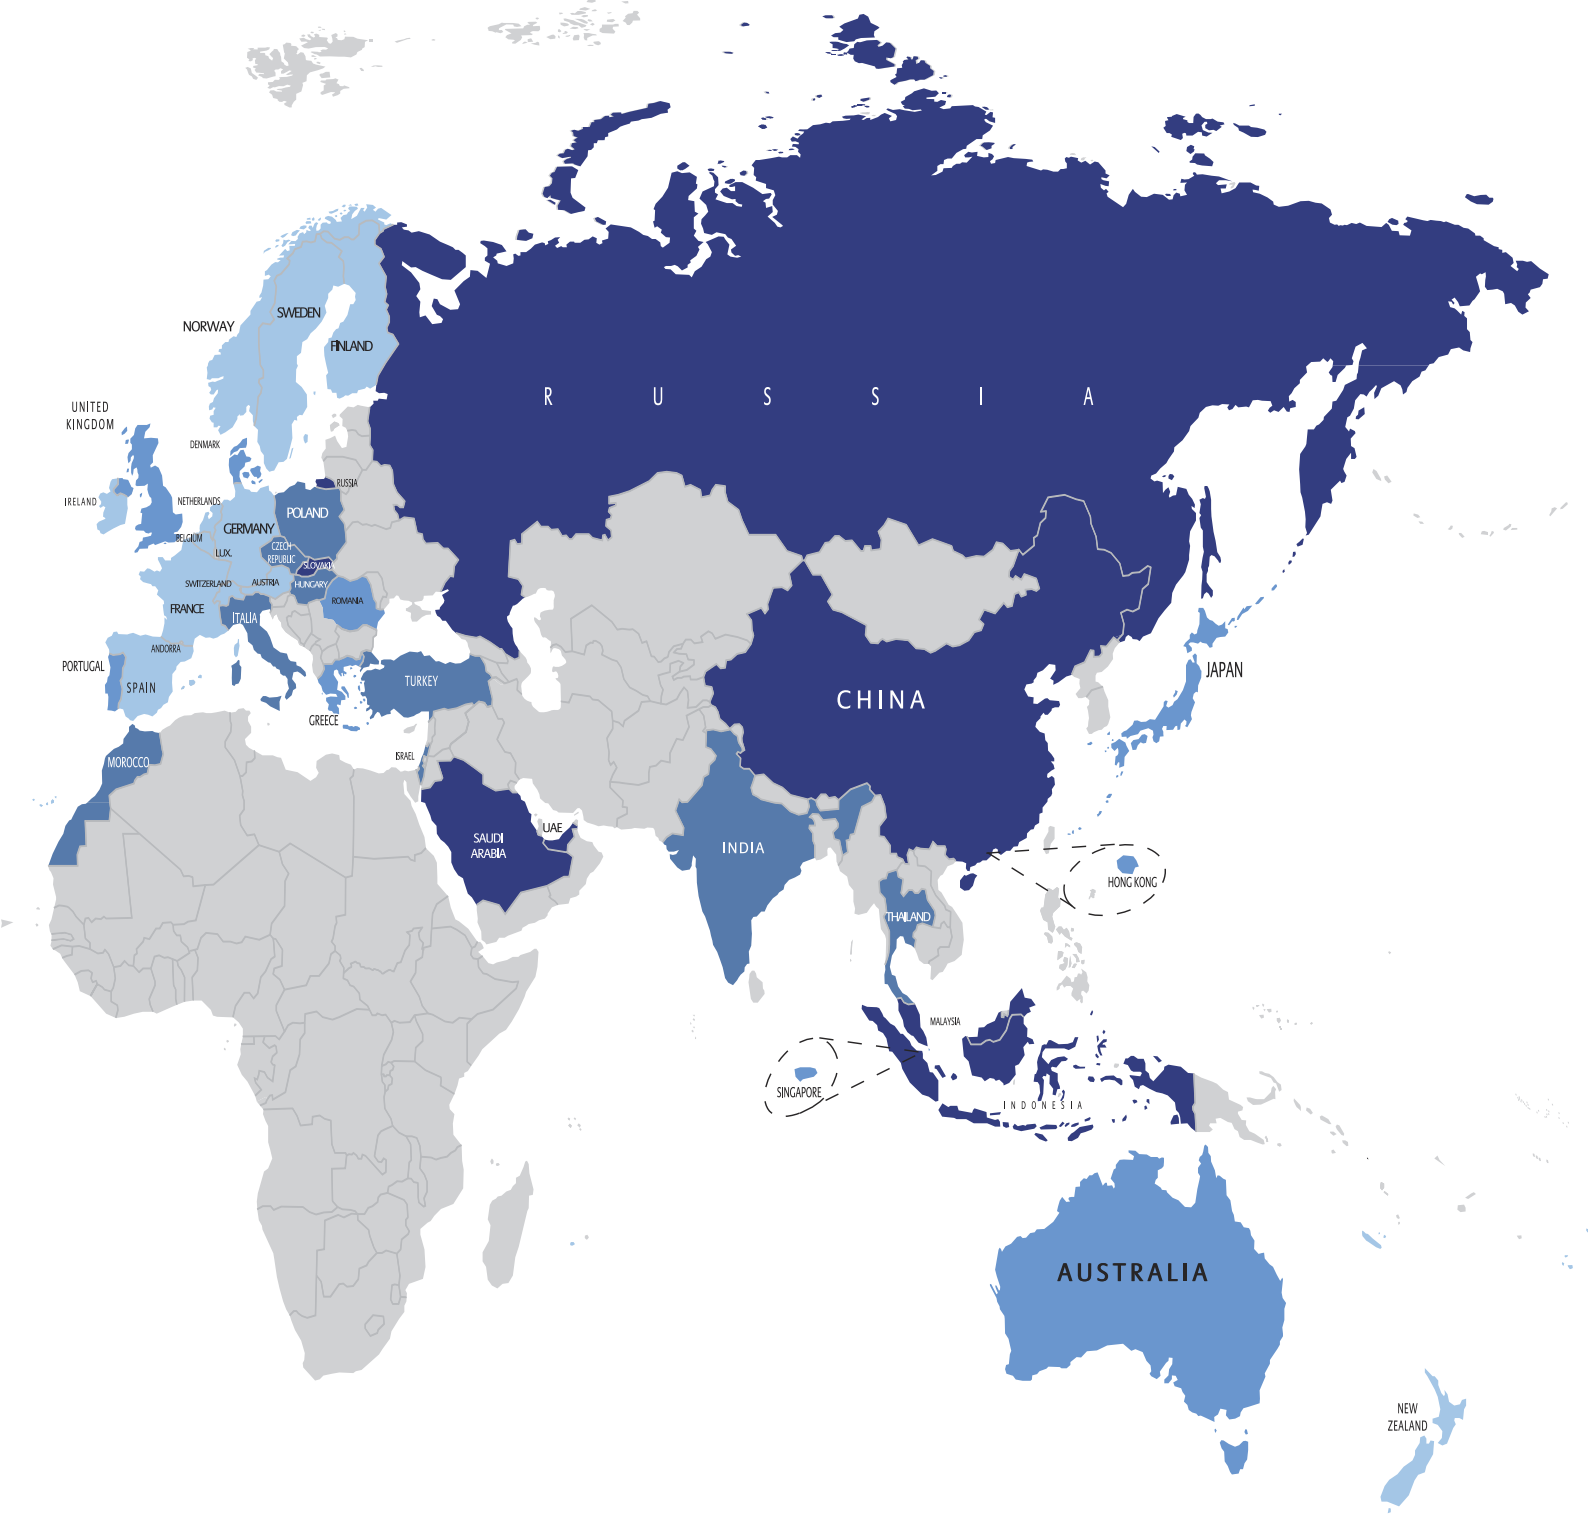 SWEDEN
NORWAY
FINLAND
R U S S I A
UNITED
KINGDOM
DENMARK
RUSSIA
IRELAND
NETHERLANDS
POLAND
GERMANY
BELGIUM
CZECH
REPUBLIC
LUX.
SLOVAKIA
SWITZERLAND
AUSTRIA
HUNGARY
ROMANIA
FRANCE
ITALIA
ANDORRA
PORTUGAL
SPAIN
TURKEY
GREECE
JAPAN
CHINA
ISRAEL
MOROCCO
UAE
SAUDI
ARABIA
INDIA
HONG KONG
THAILAND
MALAYSIA
SINGAPORE
INDONESIA
AUSTRALIA
NEW
ZEALAND